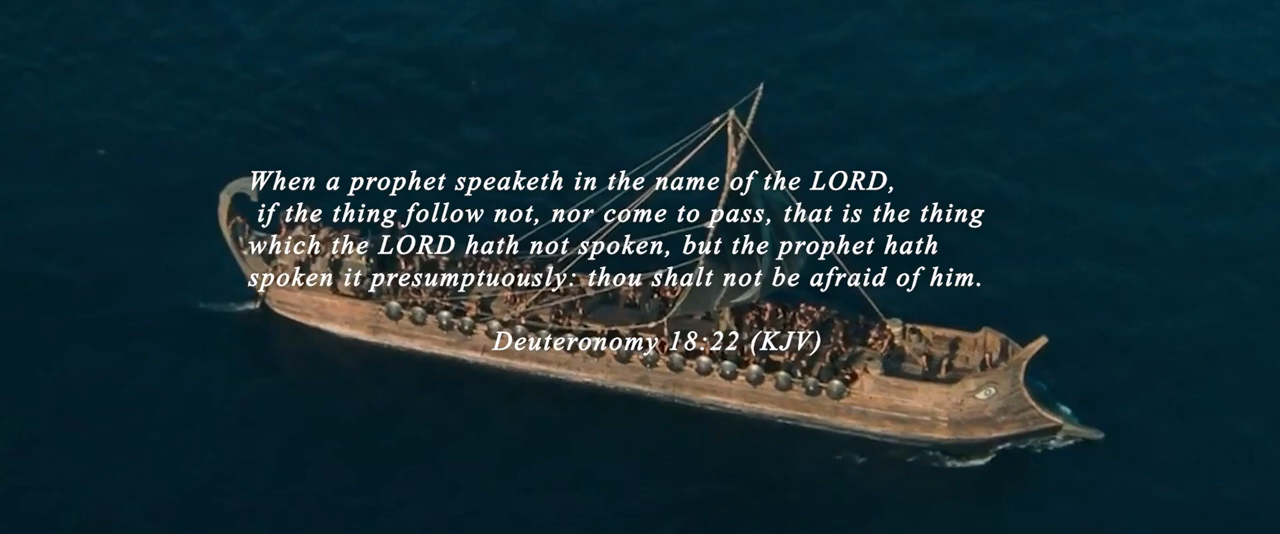 When a prophet speaketh in the name of the LORD,
if the thing follow not, nor come to pass, that is the thing
which the LORD hath not spoken, but the prophet hath
spoken it presumptuously: thou shalt not be afraid of him.
Deuteronomy 18:22 (KJV)